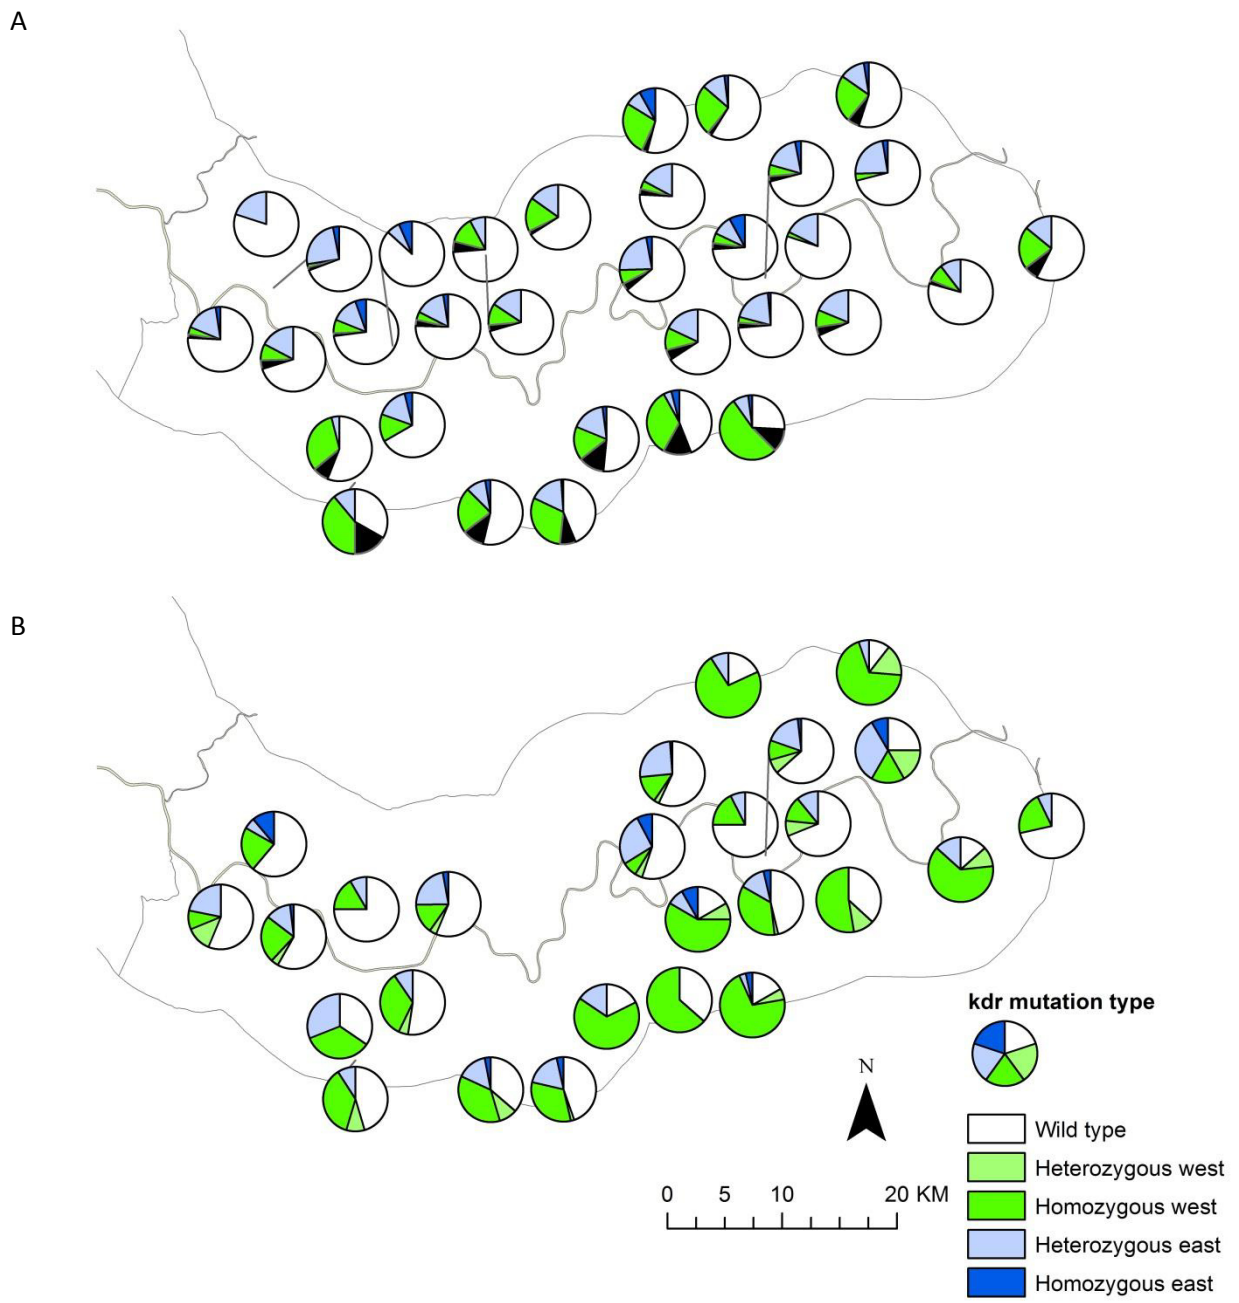 A
B
kdr mutation type
N
Wild type
Heterozygous west
0 5 10 20 KM
Homozygous west
Heterozygous east
Homozygous east